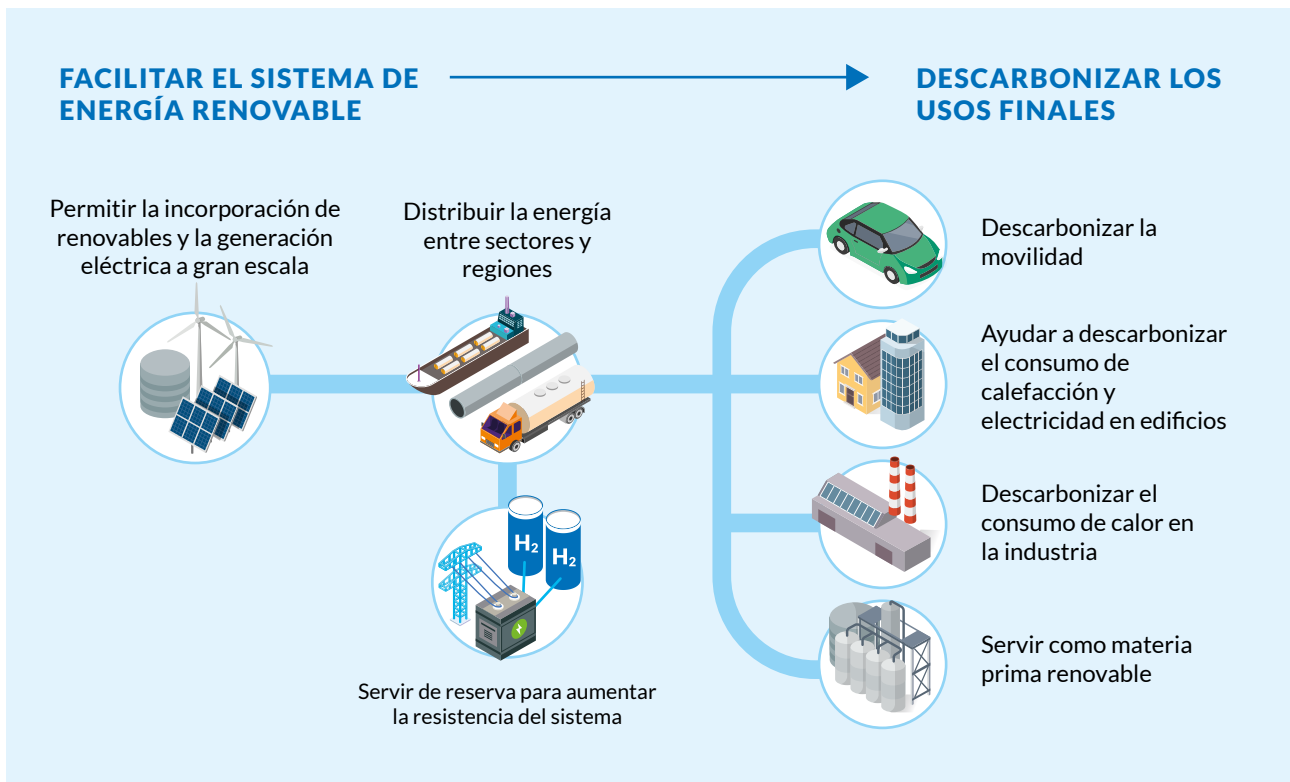 FACILITAR EL SISTEMA DE
ENERGÍA RENOVABLE
DESCARBONIZAR LOS
USOS FINALES
Permitir la incorporación de
renovables y la generación
eléctrica a gran escala
Distribuir la energía
entre sectores y
regiones
H2
H2
Servir de reserva para aumentar
la resistencia del sistema
Descarbonizar la
movilidad
Ayudar a descarbonizar
el consumo de
calefacción y
electricidad en edificios
Descarbonizar el
consumo de calor en
la industria
Servir como materia
prima renovable